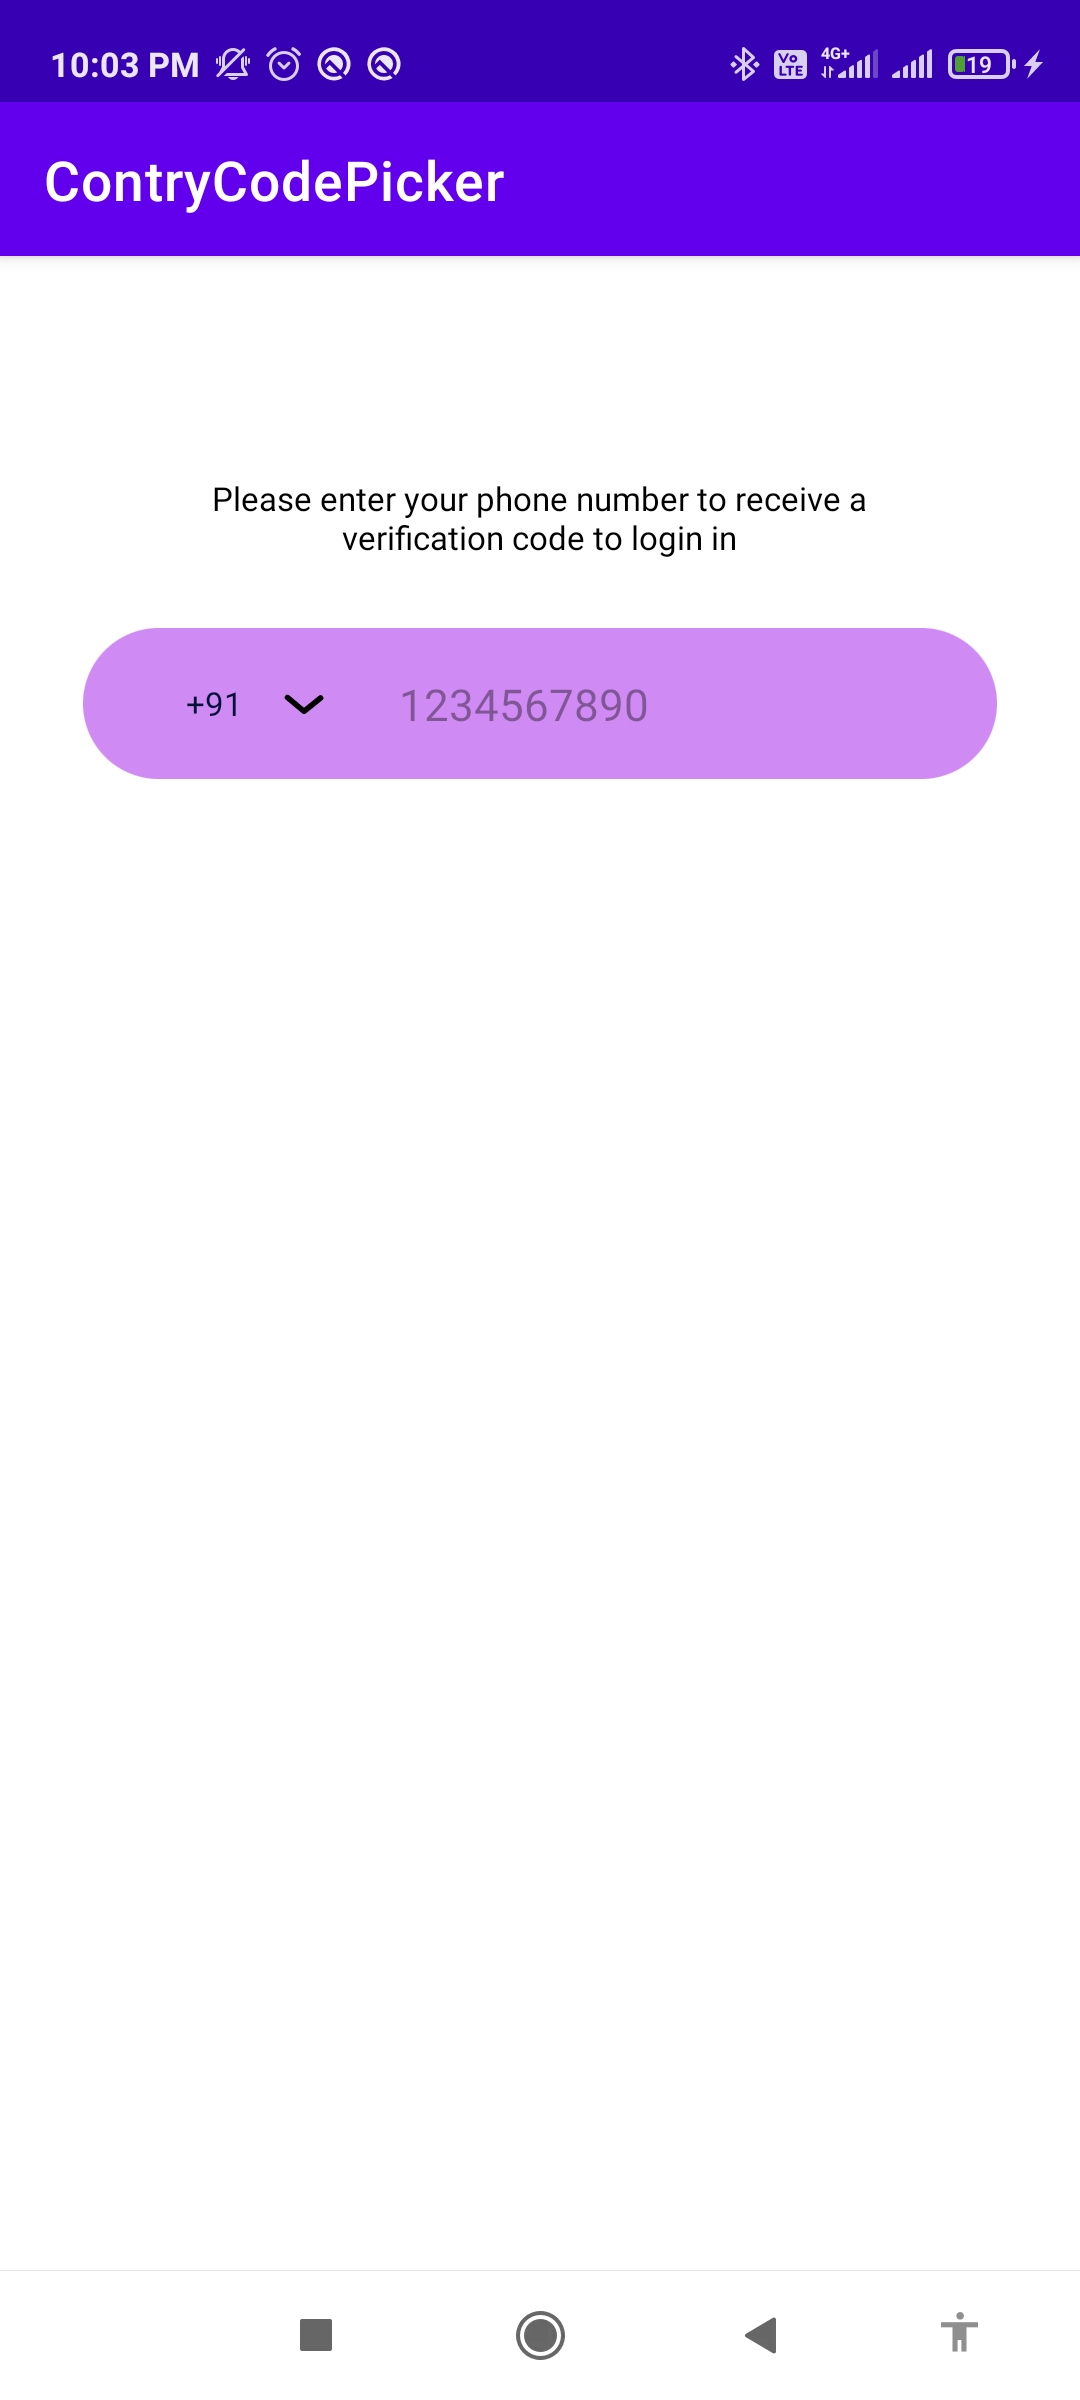 10:03 PM Vo LTE 4G+ 19
ContryCodePicker
Please enter your phone number to receive a
verification code to login in
+91 1234567890